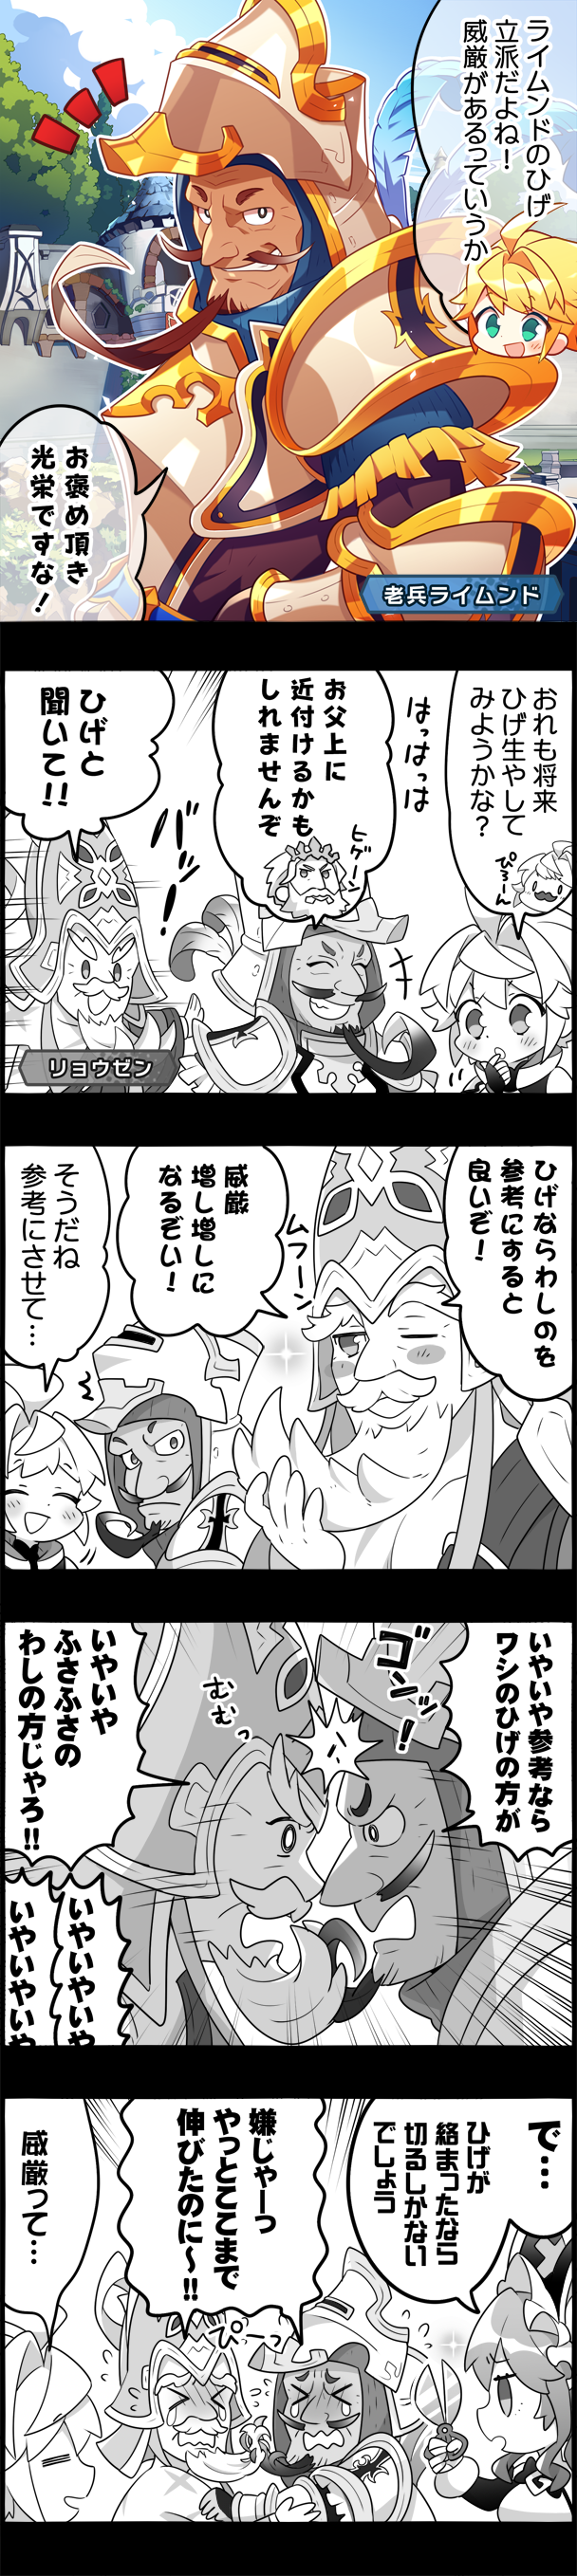 ライムンドのひげ
立派だよね！
威厳があるっていうか
お褒め頂き
光栄ですな！
老兵ライムンド
おれも将来
ひげ生やして
みようかな？
ぴろーん
はっはっは
お父上に
近付けるかも
しれませんぞ
ヒゲーン
ひげと
聞いて！！
バッ！
リョウゼン
ひげならわしのを
参考にすると
良いぞ！
ムフーン
威厳
増し増しに
なるぞい！
そうだね
参考にさせて…
いやいや参考なら
ワシのひげの方が
ゴンッ！
むむっ
いやいや
ふさふさの
わしの方じゃろ！！
いやいやいや
いやいやいや
で…
ひげが
絡まったなら
切るしかない
でしょう
嫌じゃーっ
やっとここまで
伸びたのに〜！！
ぴーっ
威厳って…